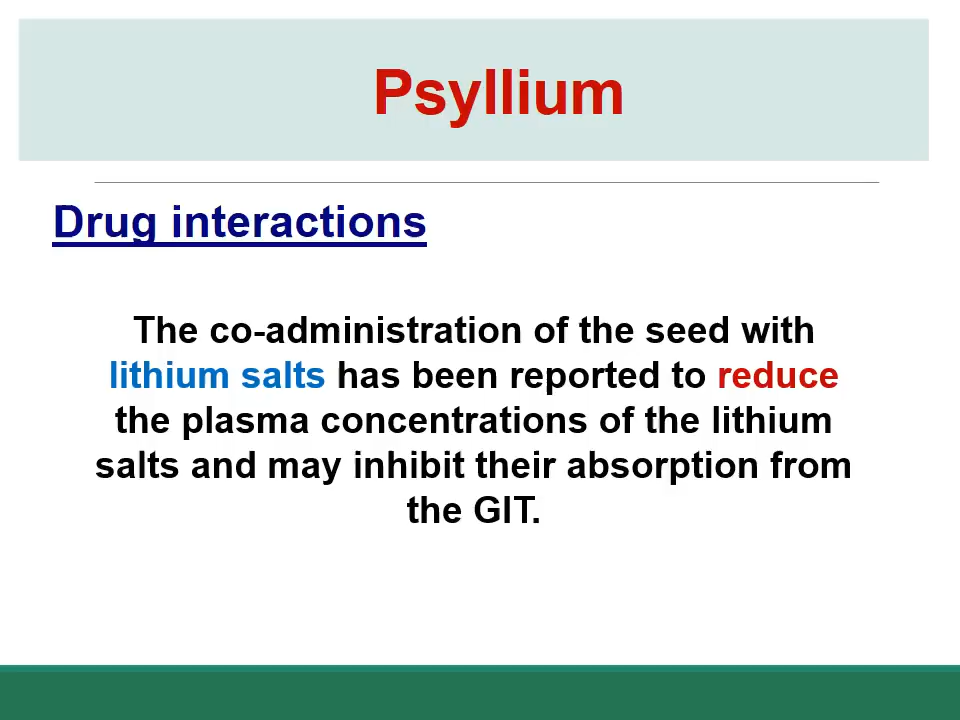 Psyllium
Drug interactions
The co-administration of the seed with
lithium salts has been reported to reduce
the plasma concentrations of the lithium
salts and may inhibit their absorption from
the GIT.